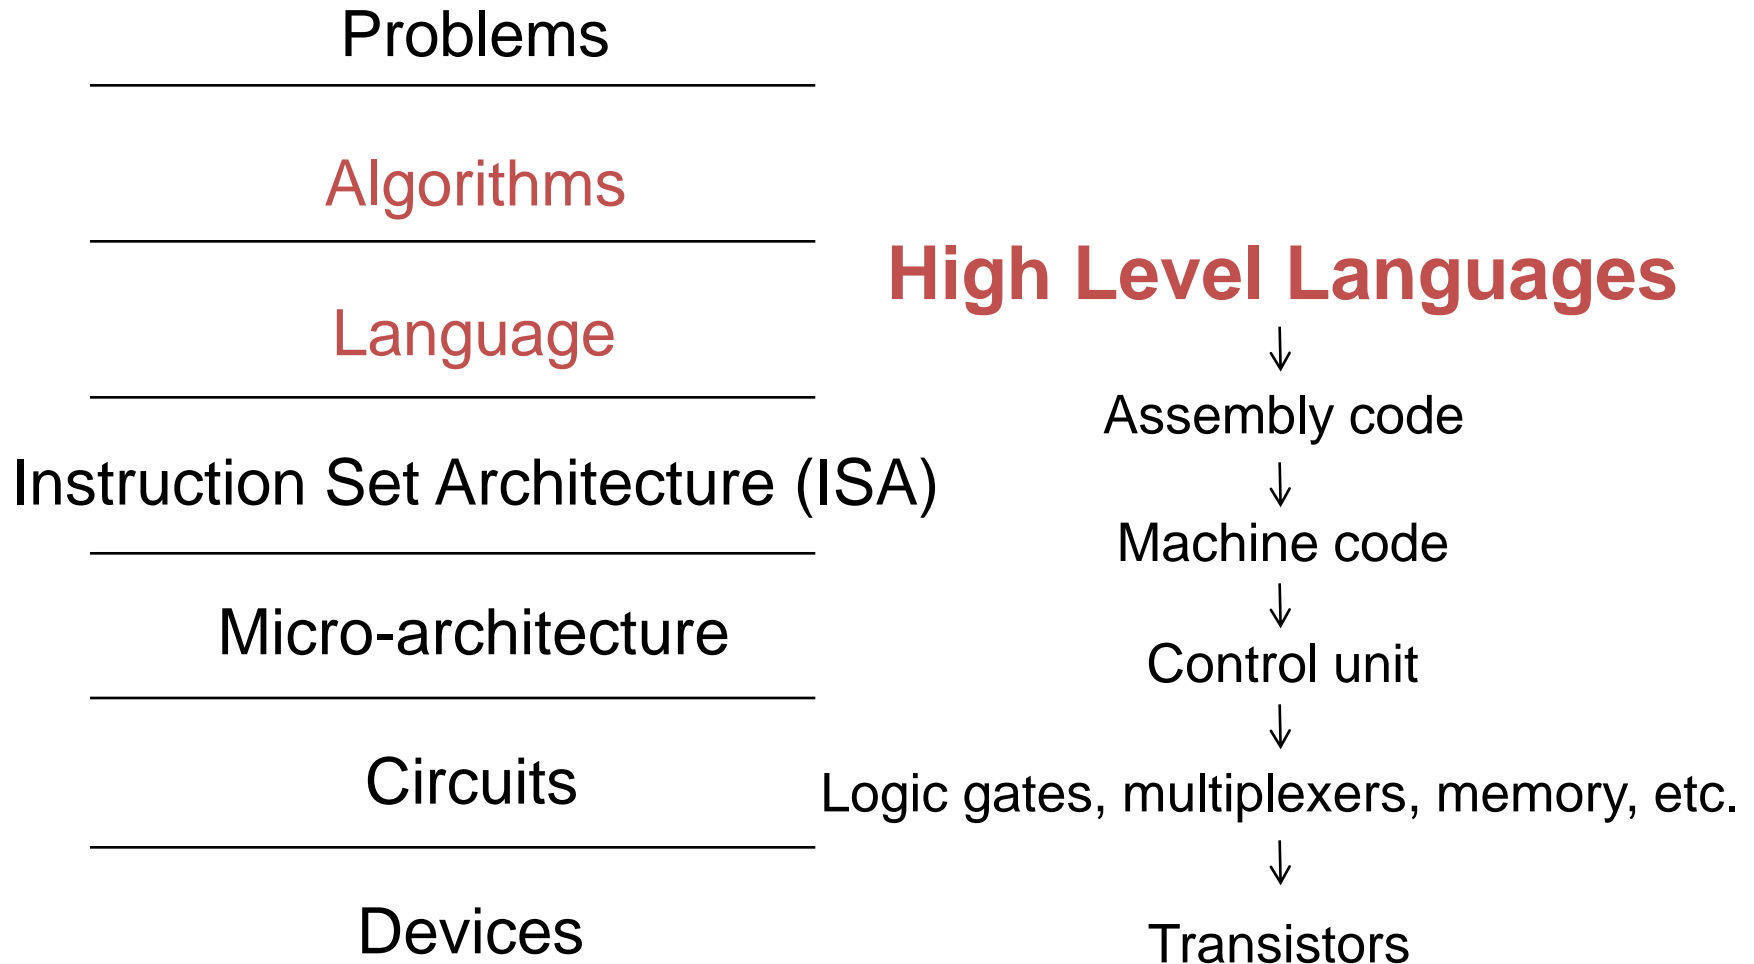 Problems
Algorithms
Language
Instruction Set Architecture (ISA)
Micro-architecture
Circuits
Devices
High Level Languages
Assembly code
Machine code
Control unit
Logic gates, multiplexers, memory, etc.
Transistors